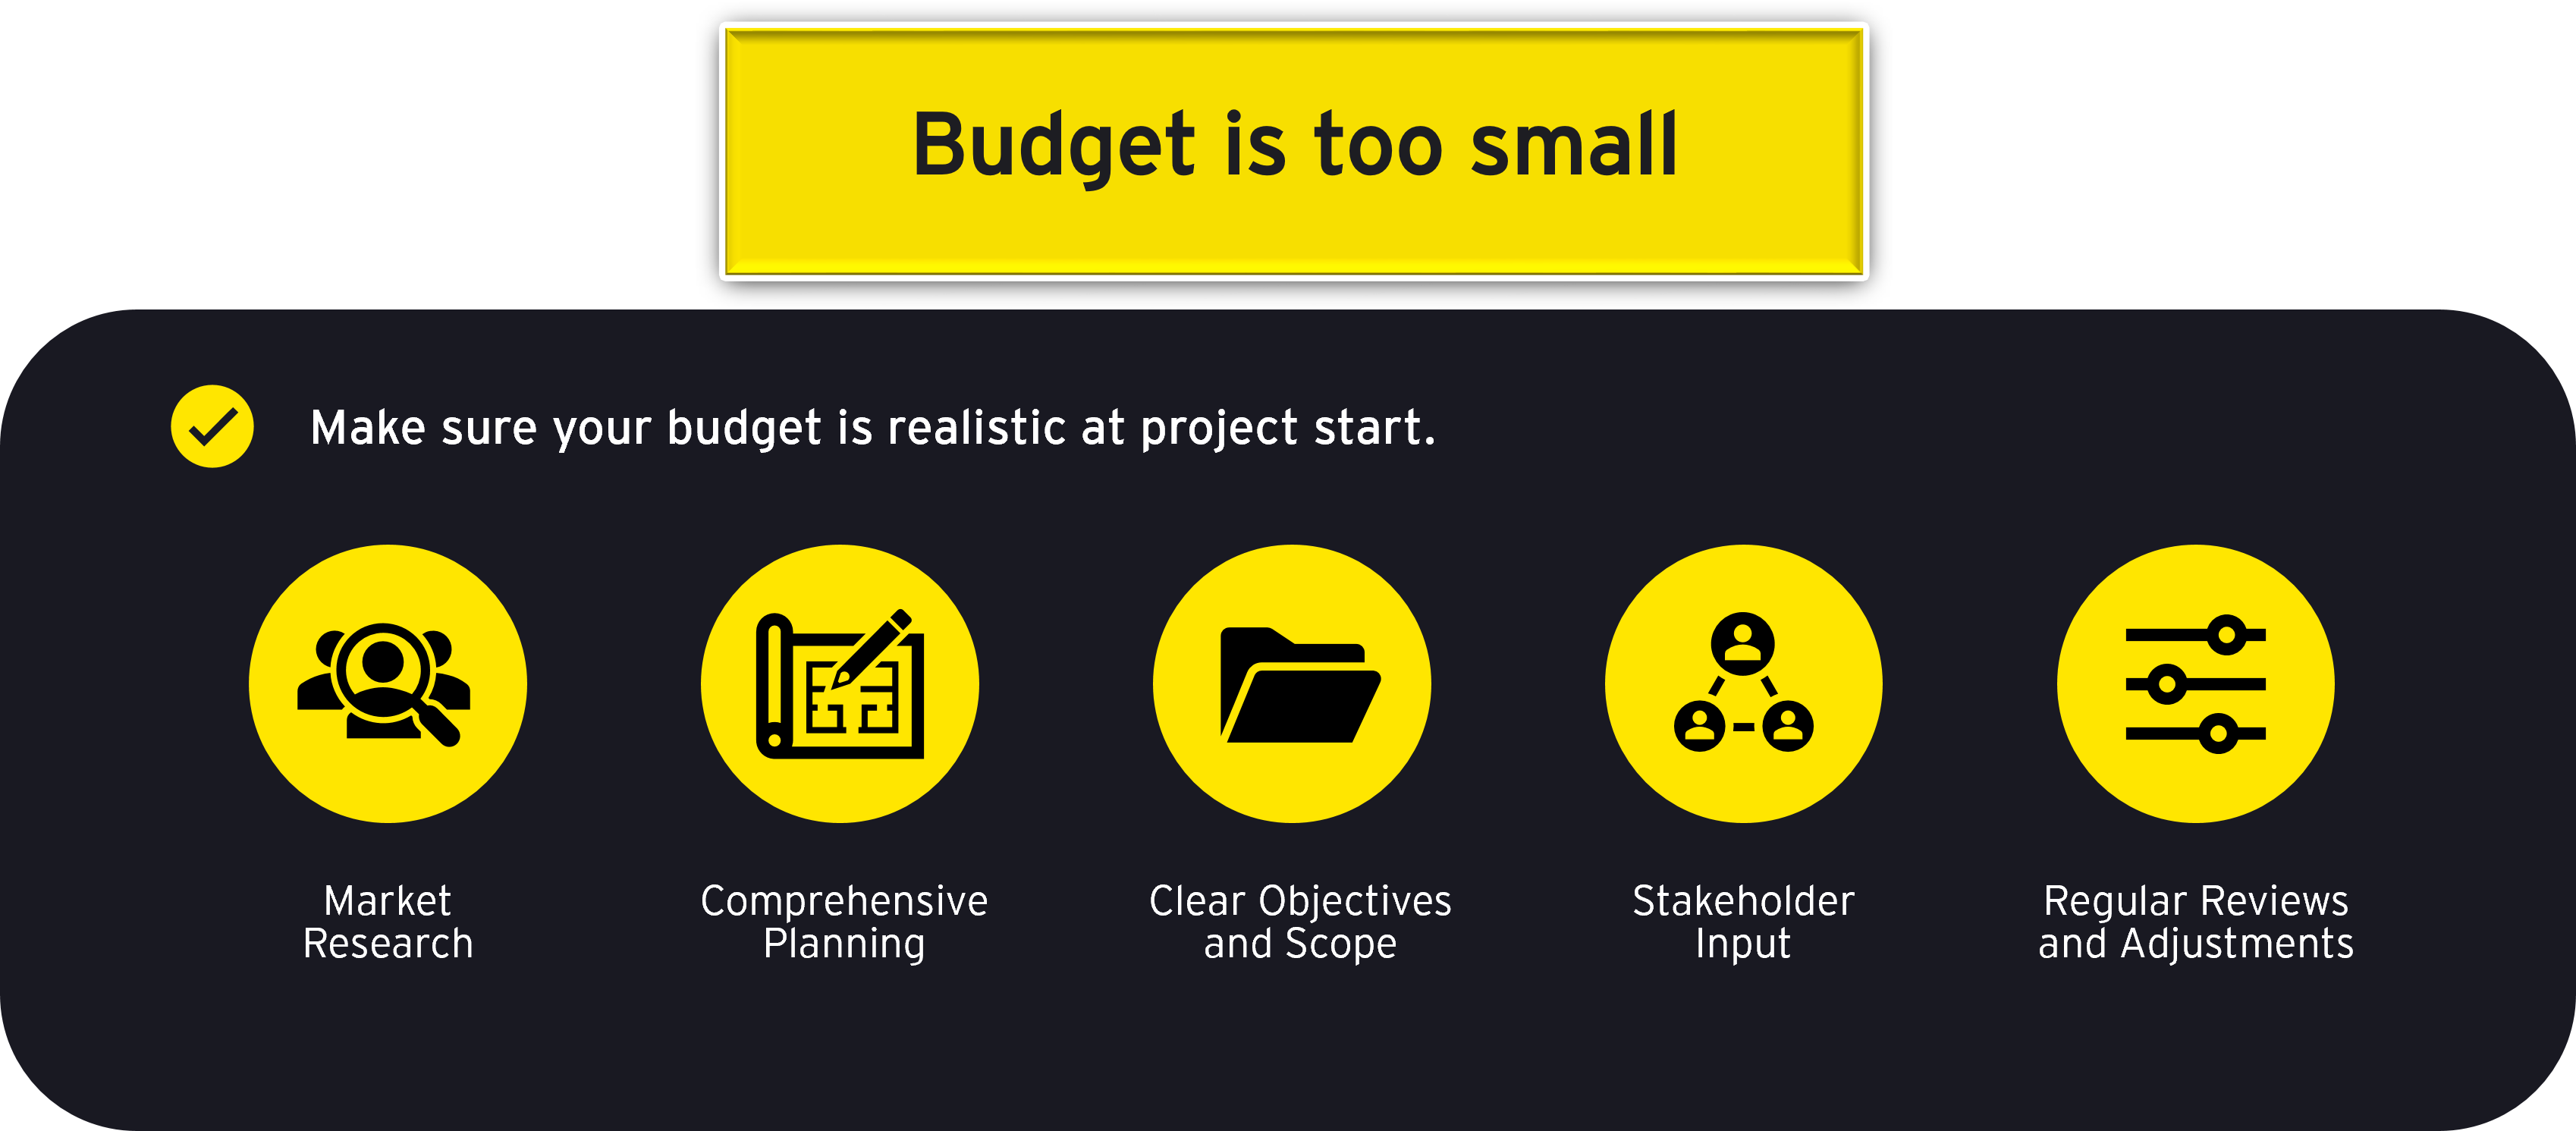 Budget is too small
Make sure your budget is realistic at project start.
Market
Research
Comprehensive
Planning
Clear Objectives
and Scope
Stakeholder
Input
Regular Reviews
and Adjustments